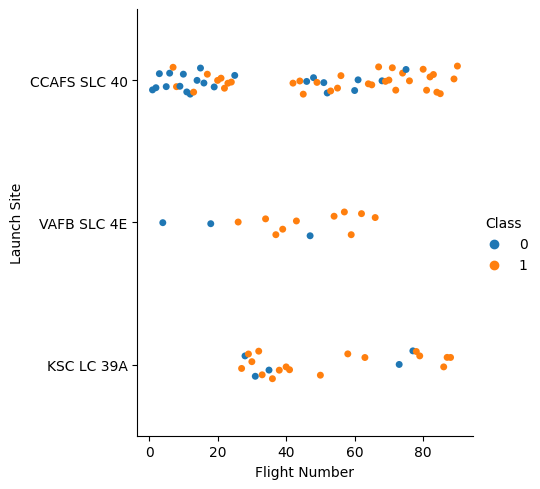 CCAFS SLC 40
VAFB SLC 4E
KSC LC 39A
Launch Site
0
20
40
60
80
Flight Number
Class
0
1